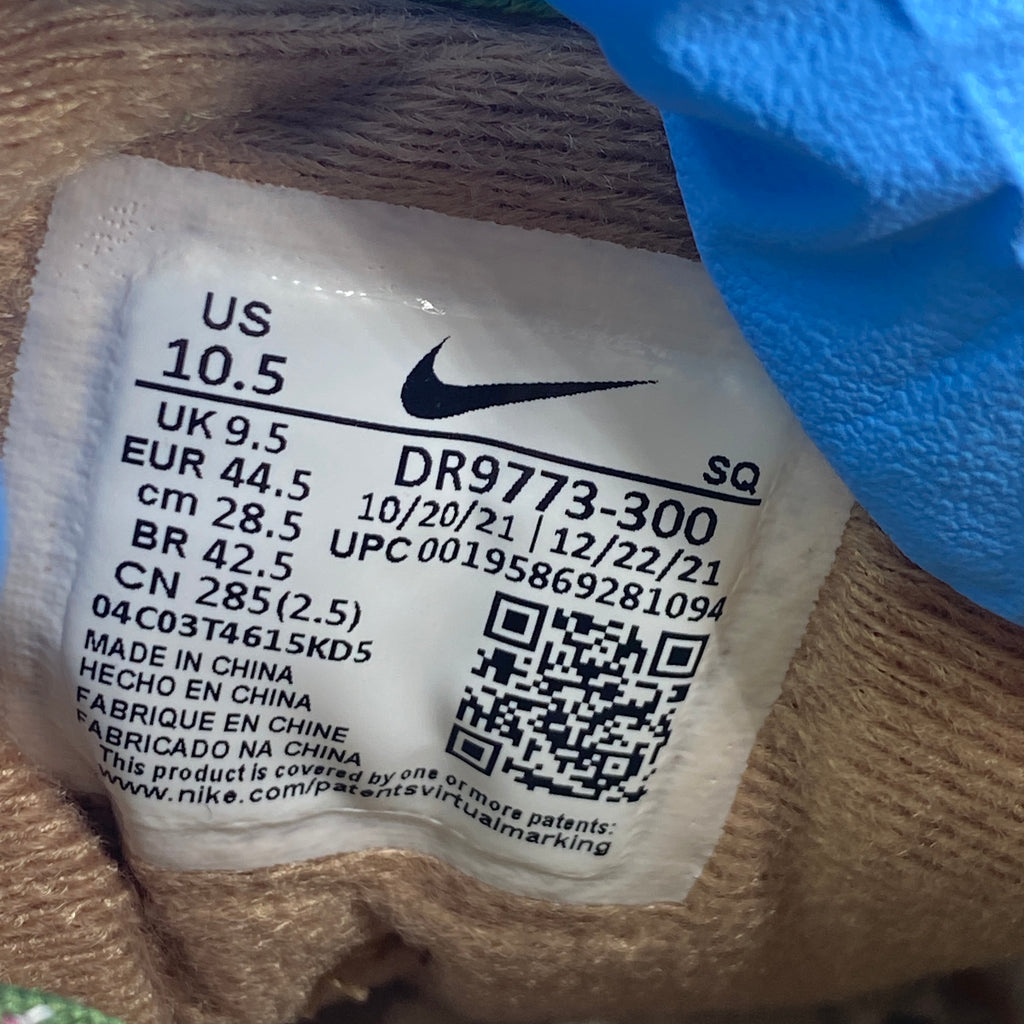 US
10.5
SQ
UK 9.5
EUR 44.5
cm 28.5
BR 42.5
CN 285(2.5)
DR9773-300
10/20/21 | 12/22/21
UPC 00195869281094
04C03T4615KD5
MADE IN CHINA
HECHO EN CHINA
FABRIQUE EN CHINE
FABRICADO NA CHINA
This product is covered by one or more patents:
www.nike.com/patentsvirtualmarking